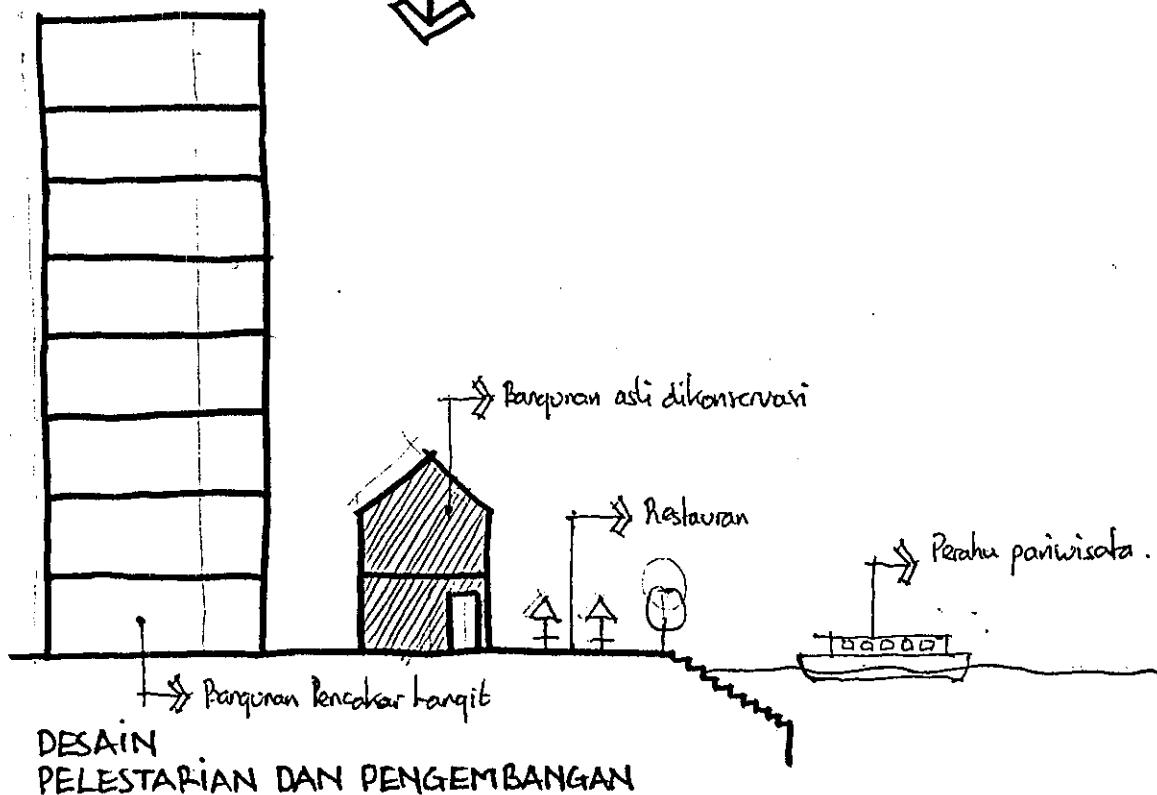 Bangunan asli dikonservasi
Restauran
Perahu pariwisata.
Bangunan Pencakar Langit
DESAIN
PELESTARIAN DAN PENGEMBANGAN